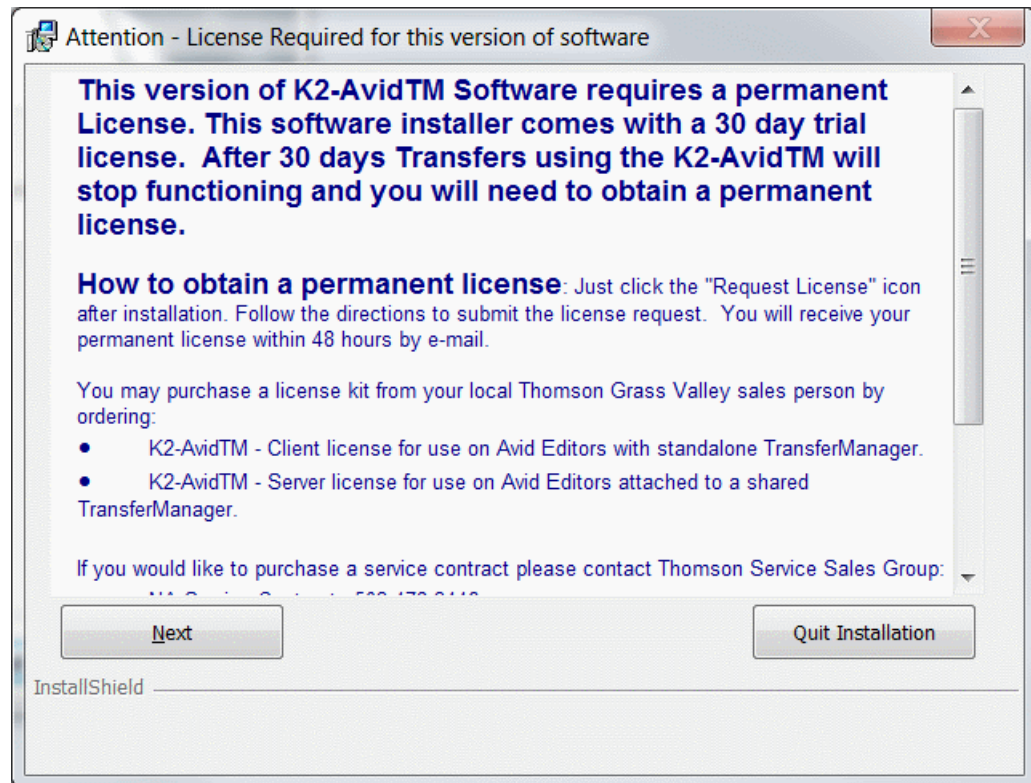 Attention - License Required for this version of software
This version of K2-AvidTM Software requires a permanent
License. This software installer comes with a 30 day trial
license.  After 30 days Transfers using the K2-AvidTM will
stop functioning and you will need to obtain a permanent
license.
How to obtain a permanent license: Just click the "Request License" icon
after installation. Follow the directions to submit the license request.  You will receive your
permanent license within 48 hours by e-mail.
You may purchase a license kit from your local Thomson Grass Valley sales person by
ordering:
● K2-AvidTM - Client license for use on Avid Editors with standalone TransferManager.
● K2-AvidTM - Server license for use on Avid Editors attached to a shared
TransferManager.
If you would like to purchase a service contract please contact Thomson Service Sales Group:
Next
Quit Installation
InstallShield